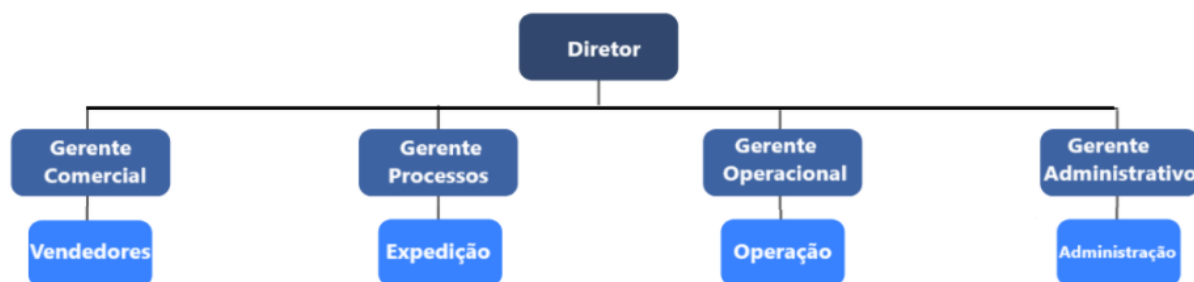 Diretor
Gerente
Comercial
Gerente
Processos
Gerente
Operacional
Gerente
Administrativo
Vendedores
Expedição
Operação
Administração